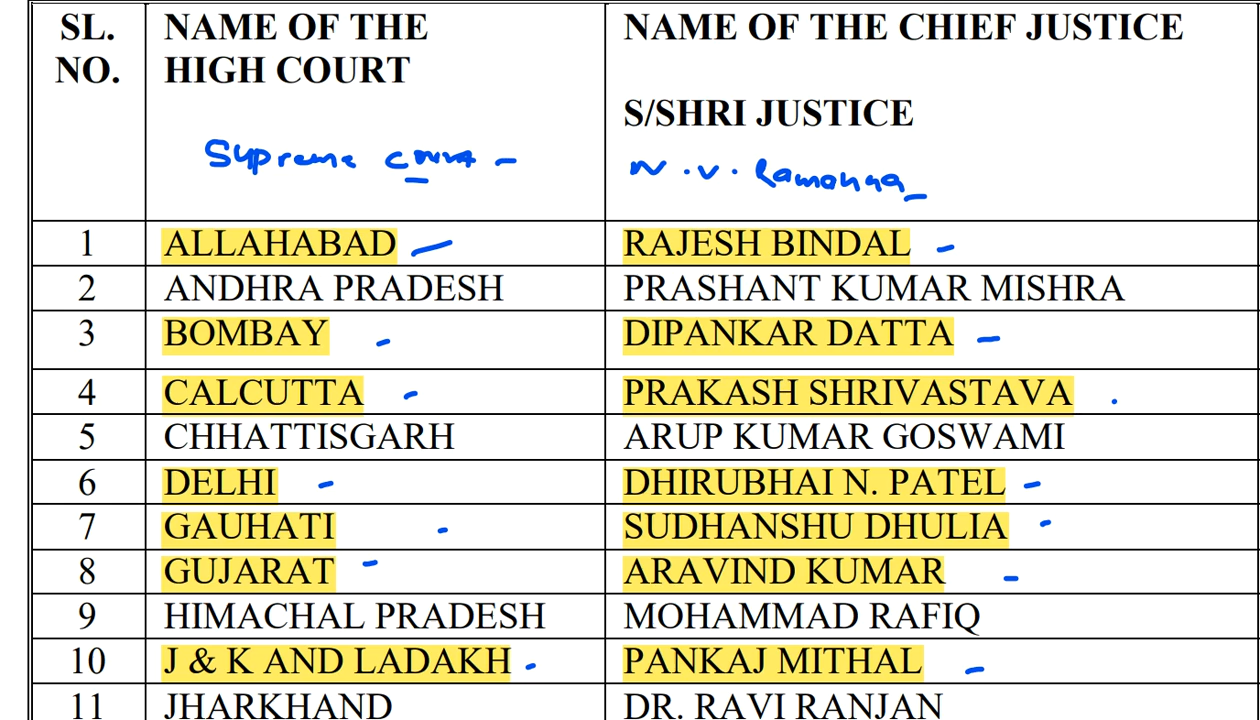 SL. NAME OF THE NAME OF THE CHIEF JUSTICE
NO. HIGH COURT
S/SHRI JUSTICE
Supreme court - N.V. Ramanna
1 ALLAHABAD RAJESH BINDAL
2 ANDHRA PRADESH PRASHANT KUMAR MISHRA
3 BOMBAY DIPANKAR DATTA
4 CALCUTTA PRAKASH SHRIVASTAVA
5 CHHATTISGARH ARUP KUMAR GOSWAMI
6 DELHI DHIRUBHAI N. PATEL
7 GAUHATI SUDHANSHU DHULIA
8 GUJARAT ARAVIND KUMAR
9 HIMACHAL PRADESH MOHAMMAD RAFIQ
10 J & K AND LADAKH PANKAJ MITHAL
11 JHARKHAND DR. RAVI RANJAN